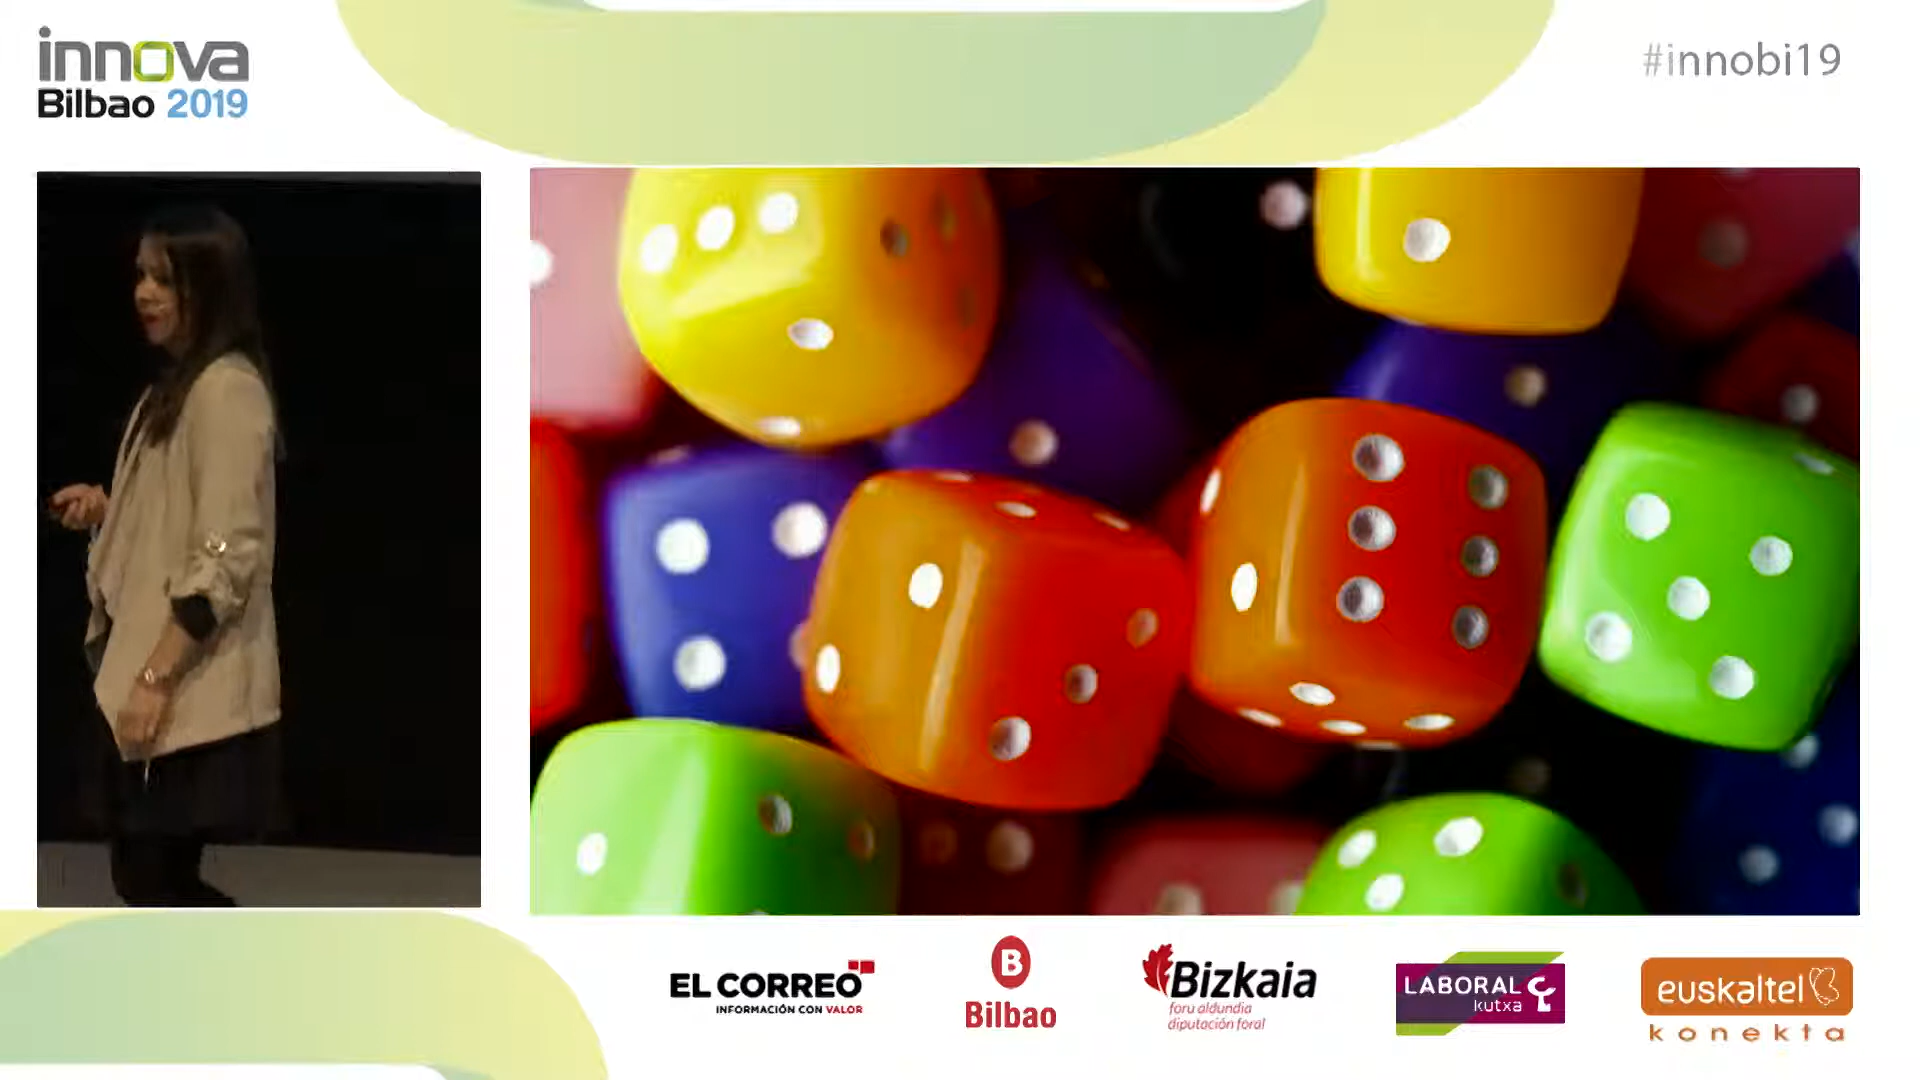 innova
Bilbao 2019
#innobi19
EL CORREO
INFORMACIÓN CON VALOR
B
Bilbao
Bizkaia
foru aldundia
diputación foral
LABORAL
kutxa
euskaltel
konekta